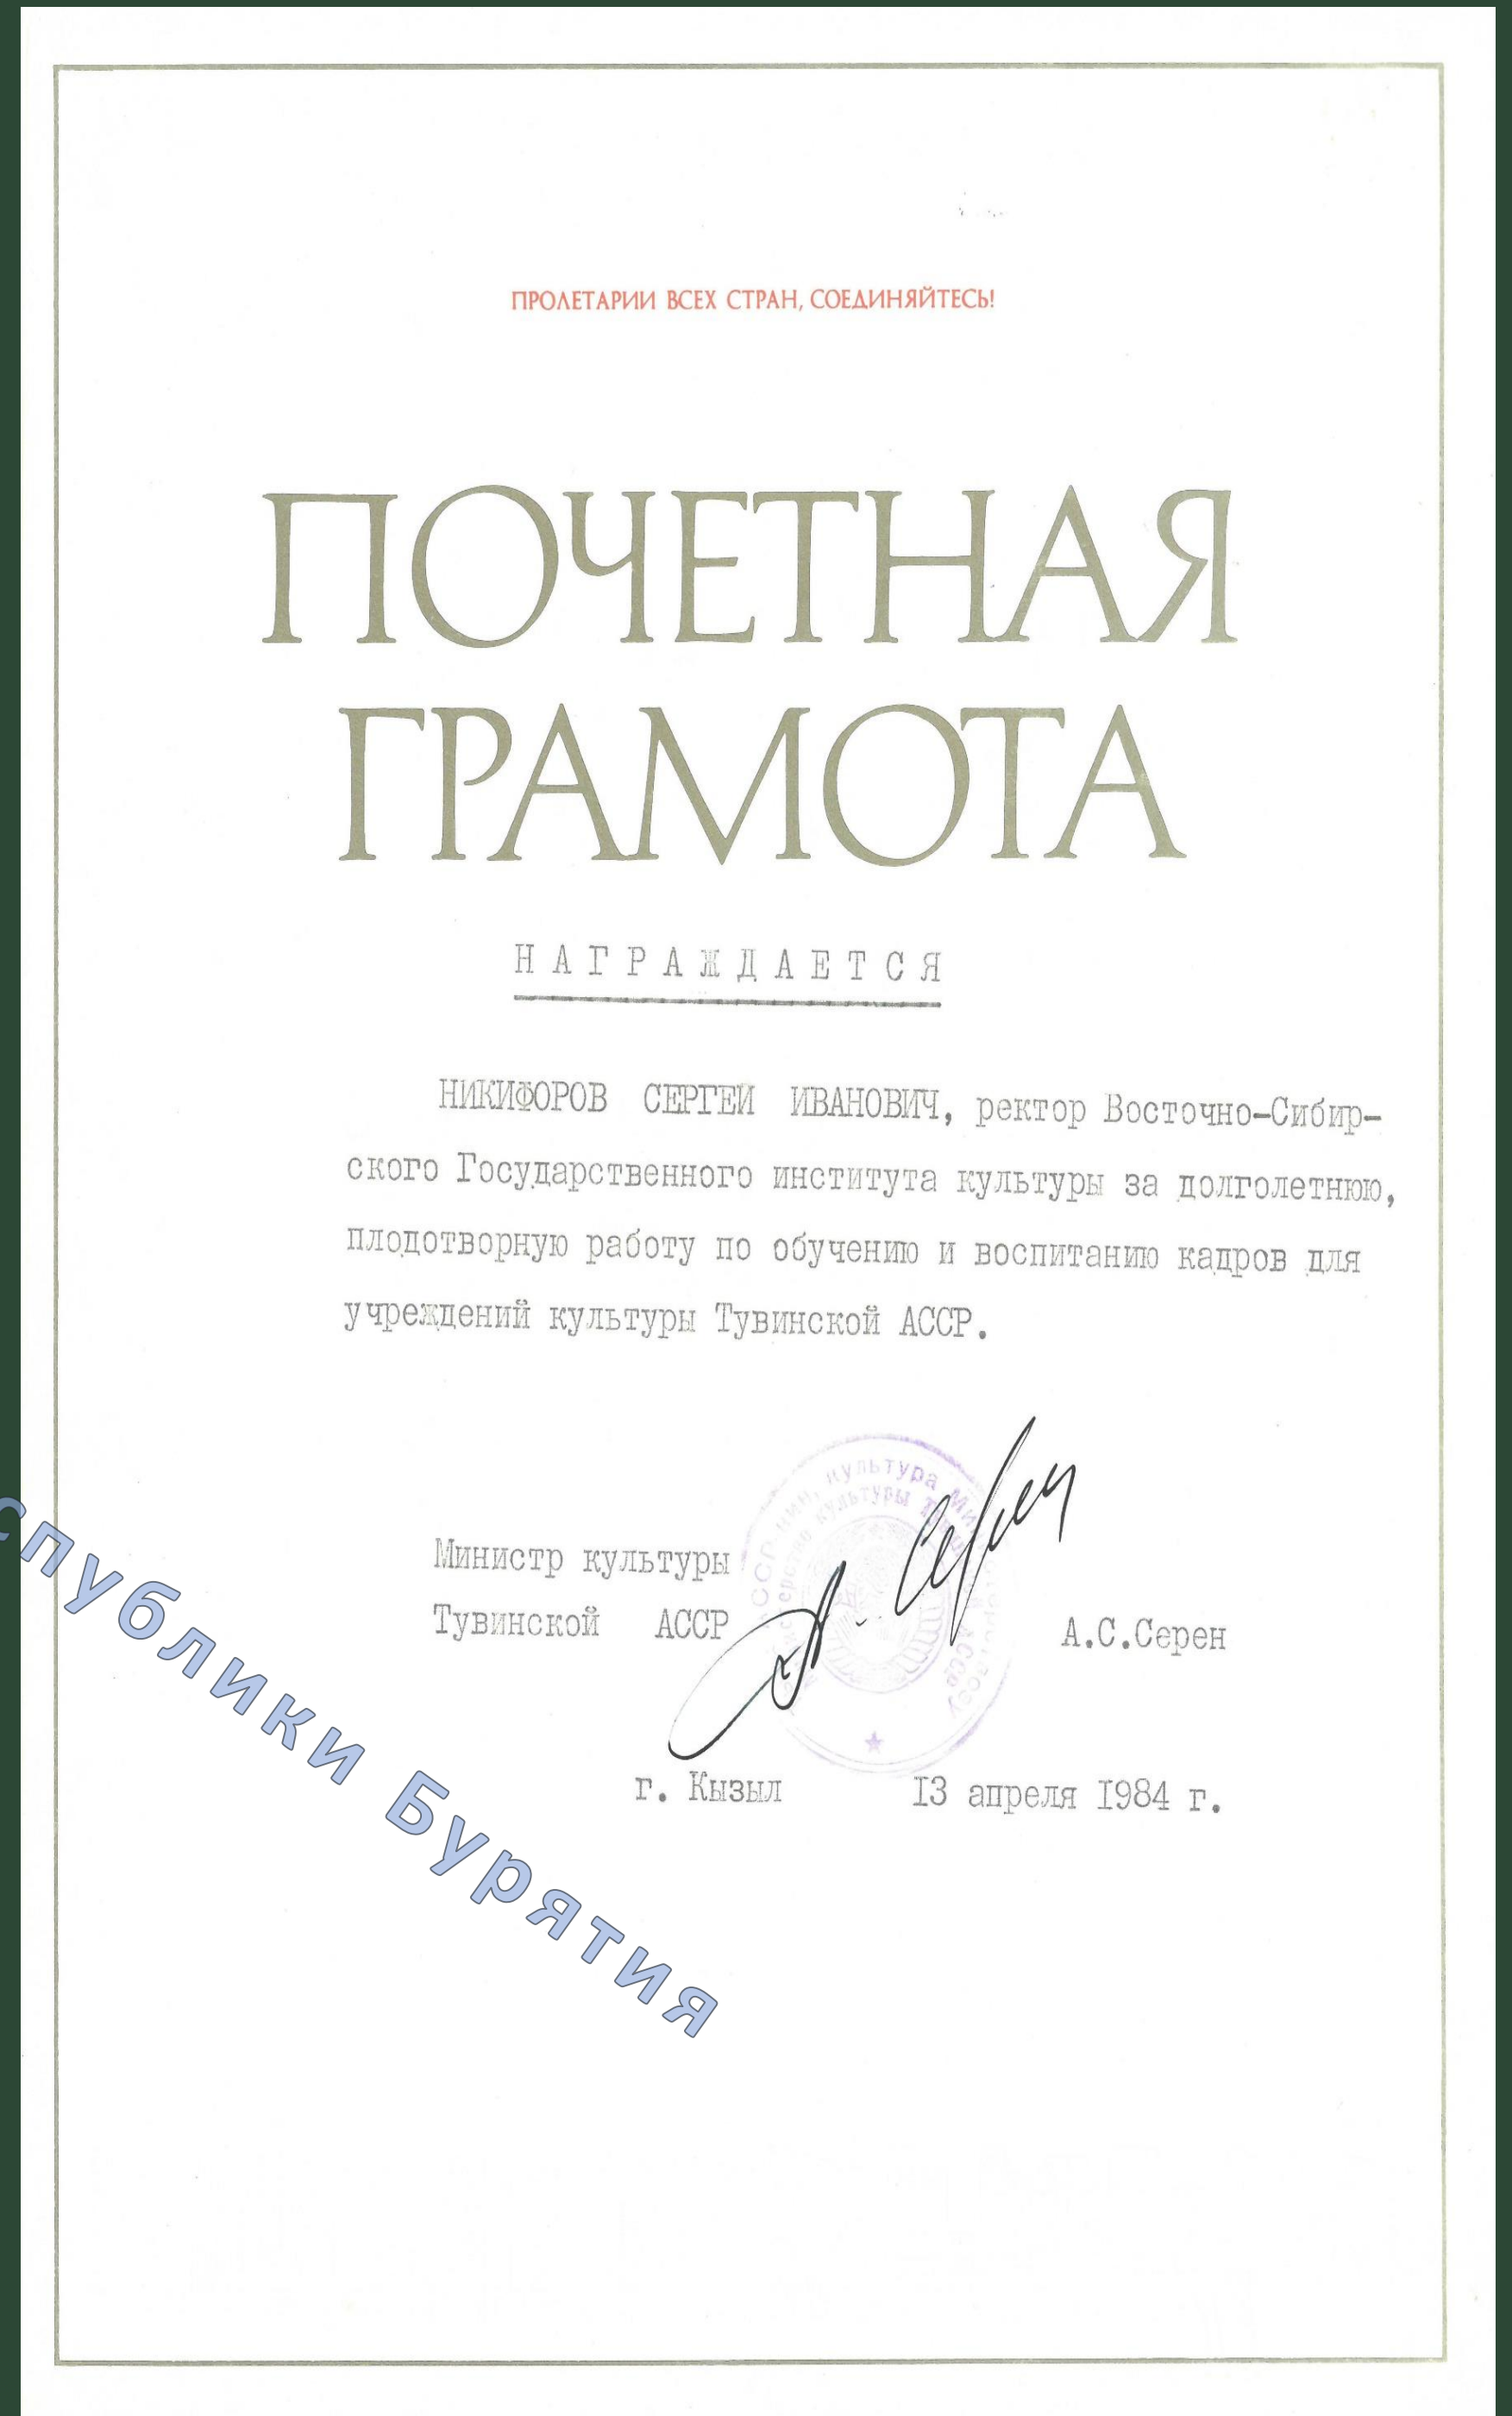 ПРОЛЕТАРИИ ВСЕХ СТРАН, СОЕДИНЯЙТЕСЬ!
ПОЧЕТНАЯ
ГРАМОТА
НАГРАЖДАЕТСЯ
НИКИФОРОВ СЕРГЕЙ ИВАНОВИЧ, ректор Восточно-Сибир-
ского Государственного института культуры за долголетнюю,
плодотворную работу по обучению и воспитанию кадров для
учреждений культуры Тувинской АССР.
Министр культуры
Тувинской АССР
А.С.Серен
г. Кызыл 13 апреля 1984 г.
спублики Бурятия